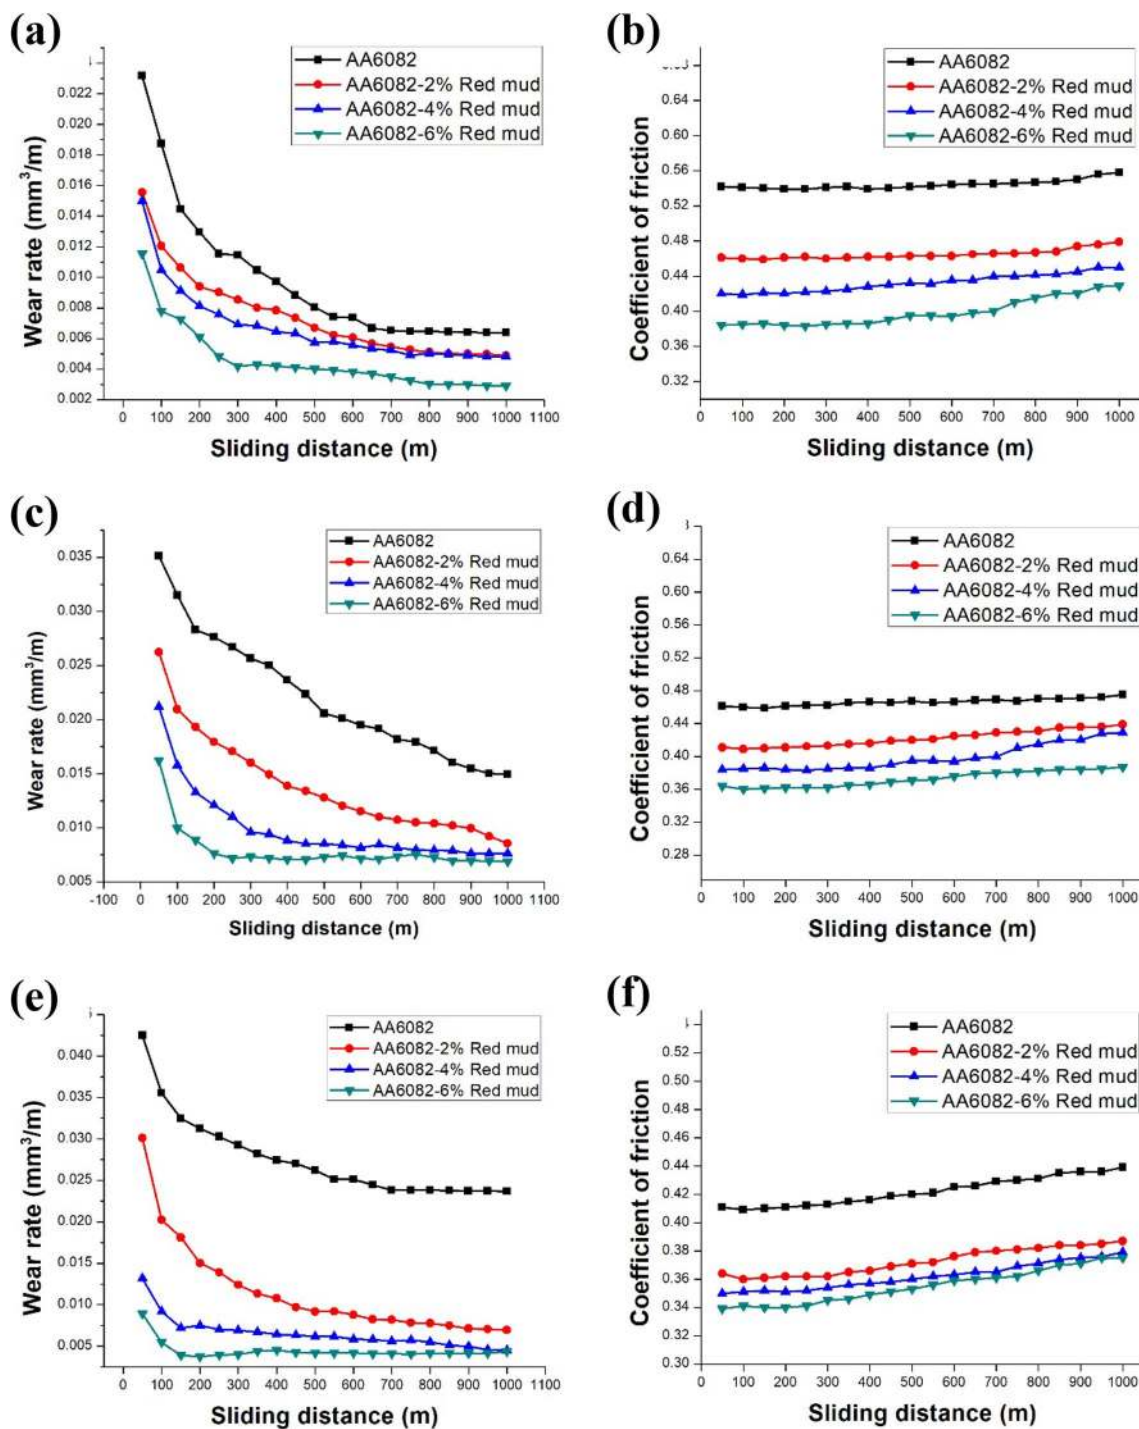 (a)
AA6082
AA6082-2% Red mud
AA6082-4% Red mud
AA6082-6% Red mud
0.022
0.020
0.018
0.016
0.014
0.012
0.010
0.008
0.006
0.004
0.002
Wear rate (mm³/m)
0 100 200 300 400 500 600 700 800 900 1000 1100
Sliding distance (m)
(b)
AA6082
AA6082-2% Red mud
AA6082-4% Red mud
AA6082-6% Red mud
0.64
0.60
0.56
0.52
0.48
0.44
0.40
0.36
0.32
Coefficient of friction
0 100 200 300 400 500 600 700 800 900 1000
Sliding distance (m)
(c)
AA6082
AA6082-2% Red mud
AA6082-4% Red mud
AA6082-6% Red mud
0.035
0.030
0.025
0.020
0.015
0.010
0.005
Wear rate (mm³/m)
-100 0 100 200 300 400 500 600 700 800 900 1000 1100
Sliding distance (m)
(d)
AA6082
AA6082-2% Red mud
AA6082-4% Red mud
AA6082-6% Red mud
0.64
0.60
0.56
0.52
0.48
0.44
0.40
0.36
0.32
0.28
Coefficient of friction
0 100 200 300 400 500 600 700 800 900 1000
Sliding distance (m)
(e)
AA6082
AA6082-2% Red mud
AA6082-4% Red mud
AA6082-6% Red mud
0.040
0.035
0.030
0.025
0.020
0.015
0.010
0.005
Wear rate (mm³/m)
0 100 200 300 400 500 600 700 800 900 1000 1100
Sliding distance (m)
(f)
AA6082
AA6082-2% Red mud
AA6082-4% Red mud
AA6082-6% Red mud
0.52
0.50
0.48
0.46
0.44
0.42
0.40
0.38
0.36
0.34
0.32
0.30
Coefficient of friction
0 100 200 300 400 500 600 700 800 900 1000
Sliding distance (m)